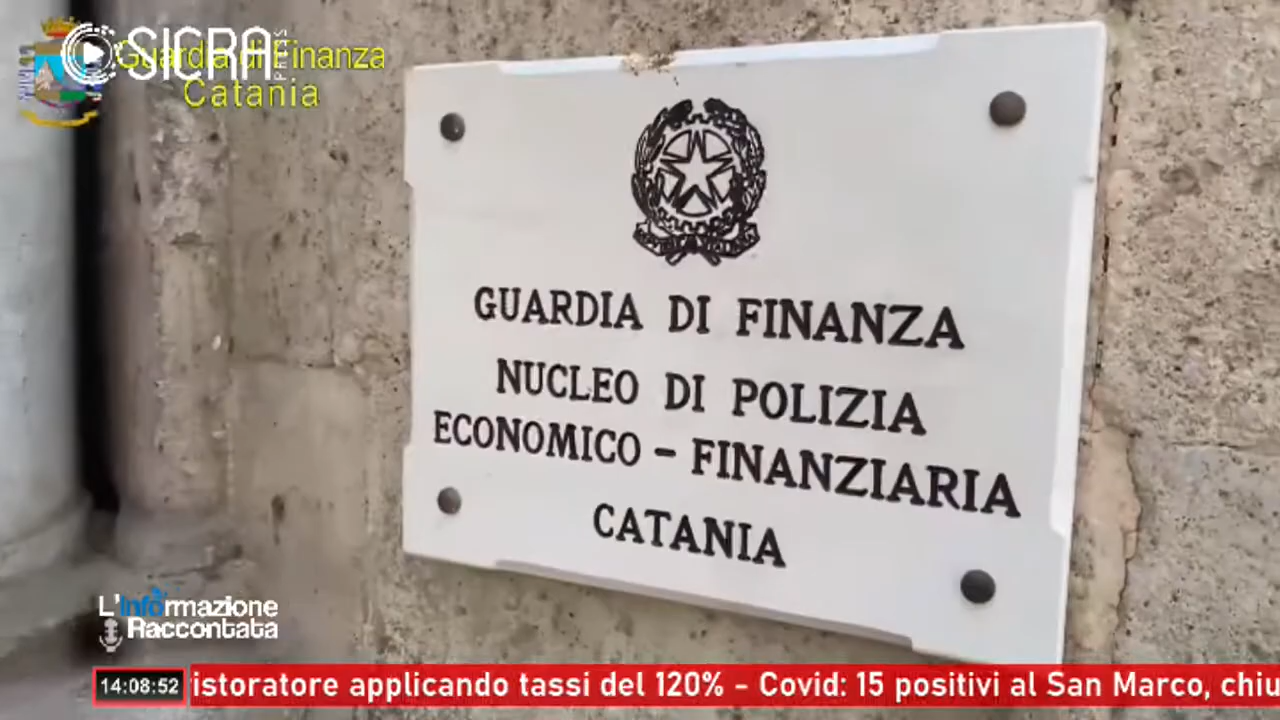 Guardia di Finanza
Catania
SICRA
PRESS
GUARDIA DI FINANZA
NUCLEO DI POLIZIA
ECONOMICO - FINANZIARIA
CATANIA
L'informazione
Raccontata
14:08:52
istoratore applicando tassi del 120% - Covid: 15 positivi al San Marco, chiu